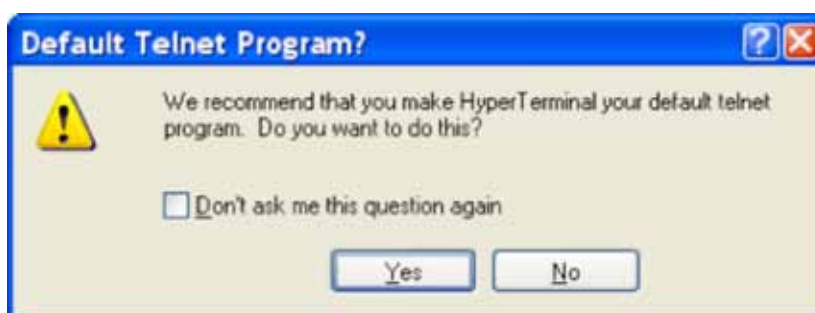 Default Telnet Program?
We recommend that you make HyperTerminal your default telnet
program. Do you want to do this?
Don't ask me this question again
Yes
No